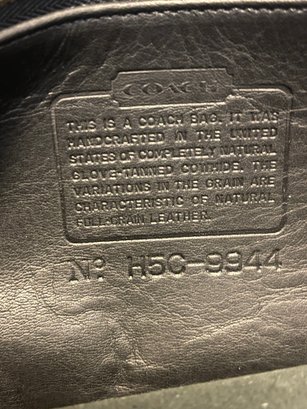 COACH
THIS IS A COACH BAG. IT WAS
HANDCRAFTED IN THE UNITED
STATES OF COMPLETELY NATURAL
GLOVE-TANNED COWHIDE. THE
VARIATIONS IN THE GRAIN ARE
CHARACTERISTIC OF NATURAL
FULL-GRAIN LEATHER.
Nº H5C-9944